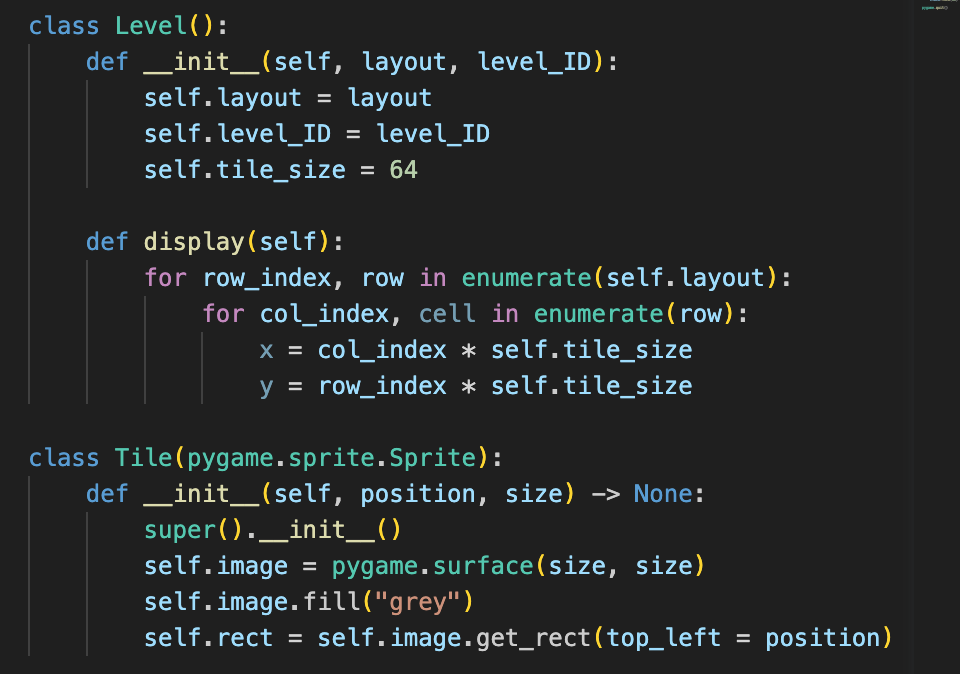 class Level():
    def __init__(self, layout, level_ID):
        self.layout = layout
        self.level_ID = level_ID
        self.tile_size = 64

    def display(self):
        for row_index, row in enumerate(self.layout):
            for col_index, cell in enumerate(row):
                x = col_index * self.tile_size
                y = row_index * self.tile_size

class Tile(pygame.sprite.Sprite):
    def __init__(self, position, size) -> None:
        super().__init__()
        self.image = pygame.surface(size, size)
        self.image.fill("grey")
        self.rect = self.image.get_rect(top_left = position)